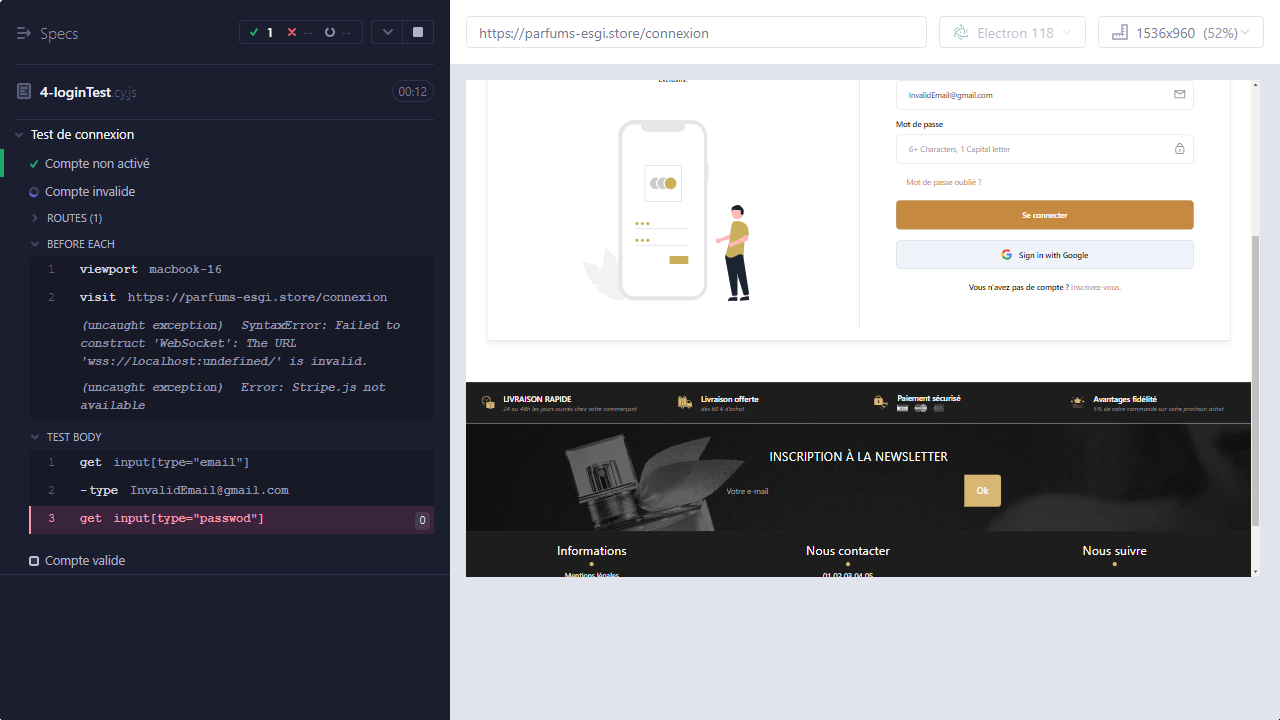 Specs
1
--
--
4-loginTest.cy.js
00:12
Test de connexion
Compte non activé
Compte invalide
ROUTES (1)
BEFORE EACH
1 viewport macbook-16
2 visit https://parfums-esgi.store/connexion
(uncaught exception) SyntaxError: Failed to
construct 'WebSocket': The URL
'wss://localhost:undefined/' is invalid.
(uncaught exception) Error: Stripe.js not
available
TEST BODY
1 get input[type="email"]
2 -type InvalidEmail@gmail.com
3 get input[type="passwod"] 0
Compte valide
https://parfums-esgi.store/connexion
Electron 118
1536x960 (52%)
InvalidEmail@gmail.com
Mot de passe
6+ Characters, 1 Capital letter
Mot de passe oublié ?
Se connecter
Sign in with Google
Vous n'avez pas de compte ? Inscrivez-vous.
LIVRAISON RAPIDE
24 ou 48h les jours ouvrés chez votre commerçant
Livraison offerte
dès 60 € d'achat
Paiement sécurisé
Avantages fidélité
5% de votre commande sur votre prochain achat
INSCRIPTION À LA NEWSLETTER
Votre e-mail
Ok
Informations
Nous contacter
Nous suivre
Mentions légales
01 02 03 04 05